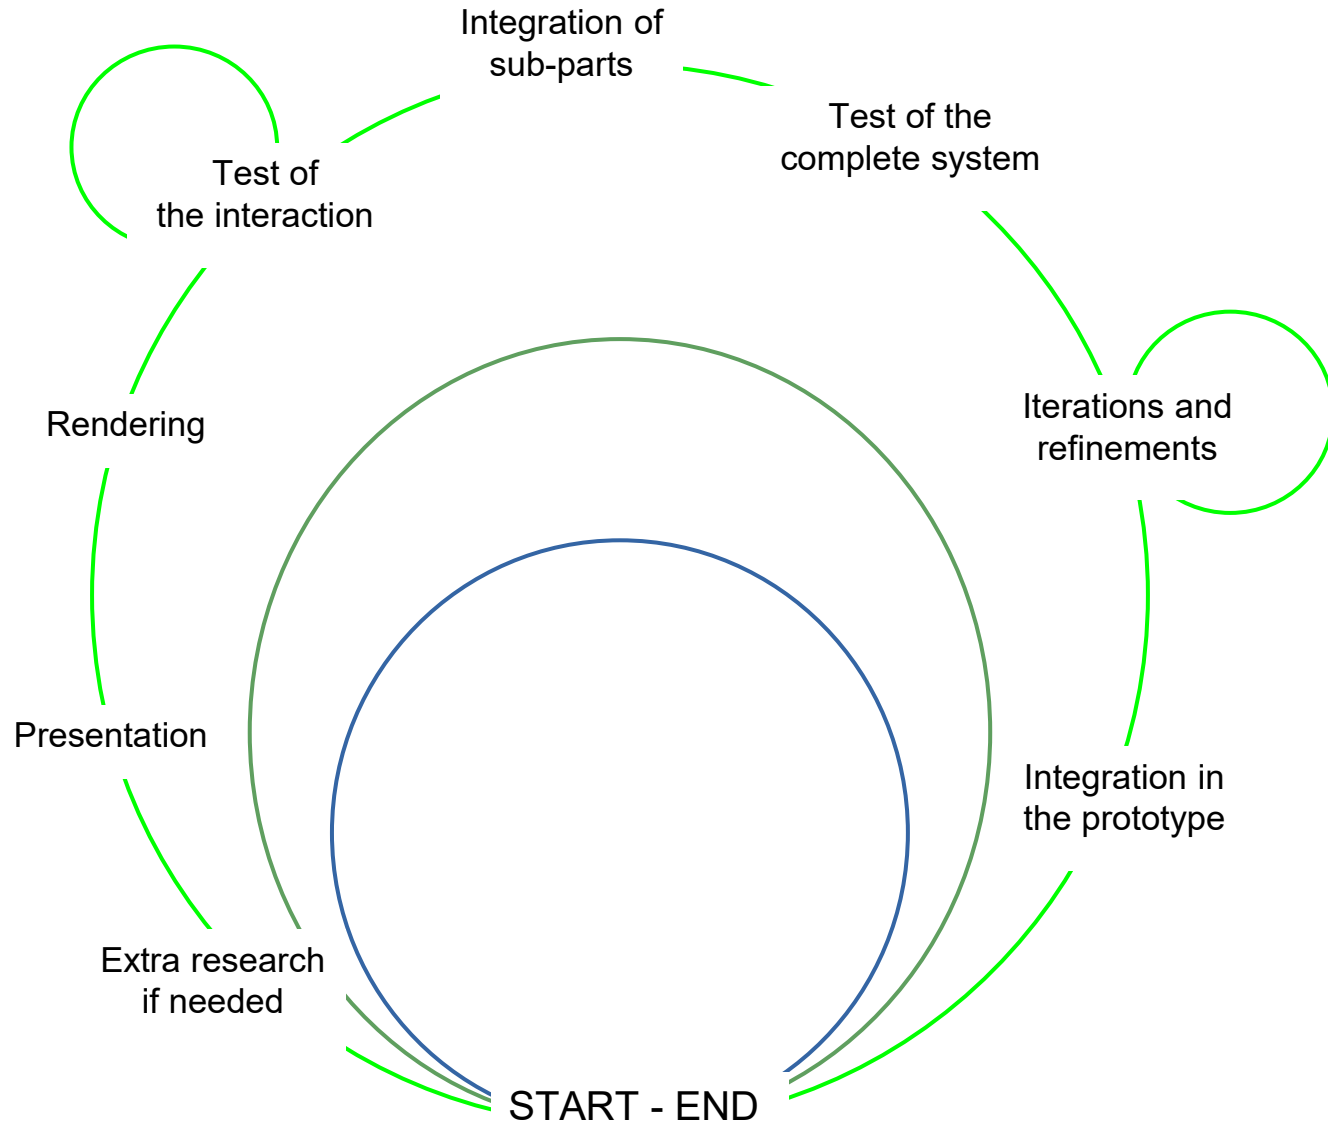 Integration of
sub-parts
Test of the
complete system
Test of
the interaction
Iterations and
refinements
Rendering
Presentation
Integration in
the prototype
Extra research
if needed
START - END